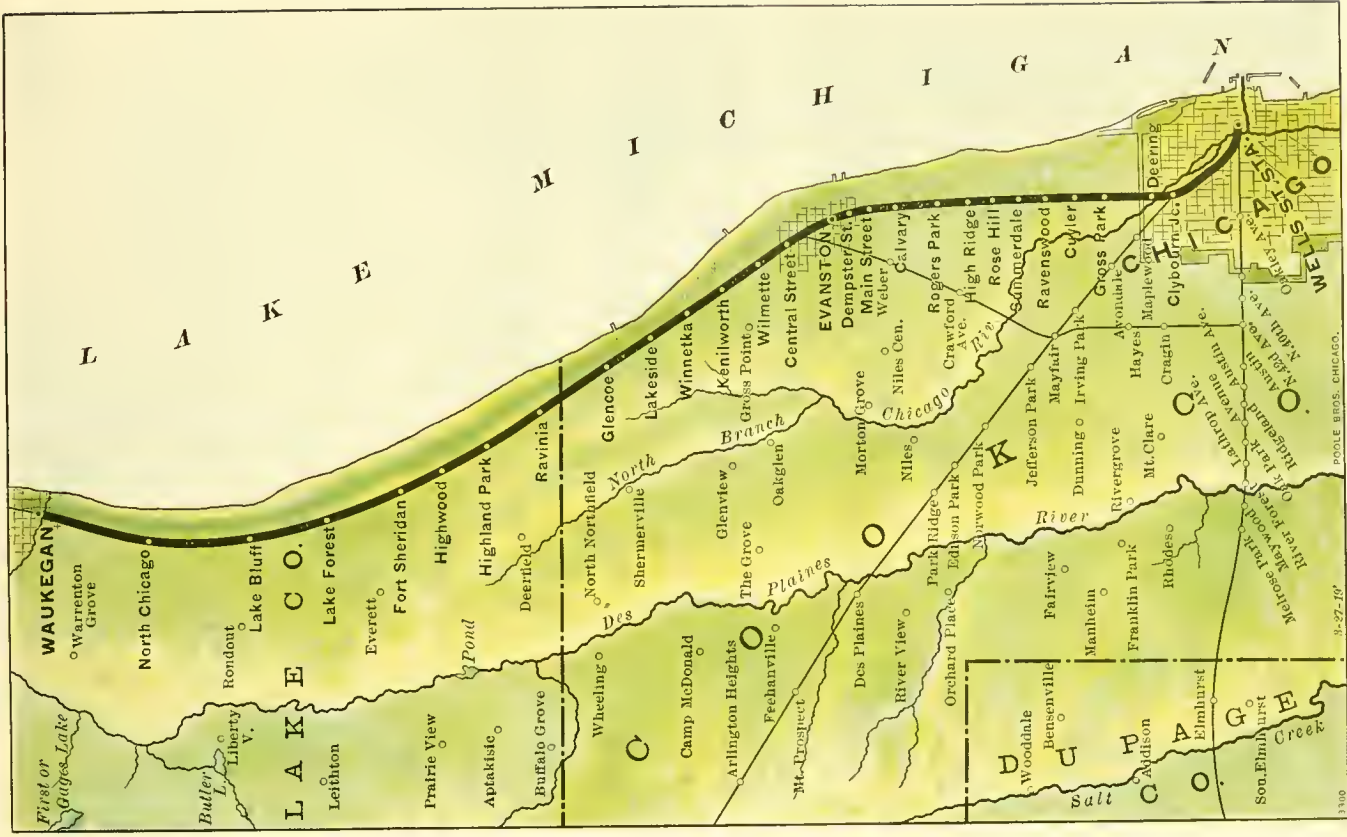 LAKE MICHIGAN
WAUKEGAN
Warrenton
Grove
North Chicago
Rondout
Lake Bluff
LAKE CO.
Lake Forest
Everett
Fort Sheridan
Highwood
Highland Park
Deerfield
Ravinia
First or
Gages Lake
Butler
L.
Liberty
V.
Leithton
Prairie View
Pond
Aptakisic
Buffalo Grove
Glencoe
Lakeside
Winnetka
Kenilworth
Gross Point
Wilmette
Central Street
EVANSTON
Dempster St.
Main Street
Weber
Calvary
Rogers Park
High Ridge
Rose Hill
Summerdale
Ravenswood
Cuyler
Gross Park
Deering
Clybourn Jc.
CHICAGO
WELLS ST. STA.
Oakley Ave.
North Branch Chicago Riv.
North Northfield
Shermerville
Glenview
Oakglen
The Grove
Morton Grove
Niles Cen.
Niles
Crawford
Ave.
Mayfair
Irving Park
Avondale
Maplewood
Hayes
Cragin
Jefferson Park
Dunning
Mt. Clare
Rivergrove
Norwood Park
Edison Park
Park Ridge
COOK CO.
Des Plaines River
Wheeling
Camp McDonald
Arlington Heights
Feehanville
Mt. Prospect
Des Plaines
River View
Orchard Place
Fairview
Manheim
Franklin Park
Rhodes
N. 40th Ave.
N. 42d Ave.
Austin Ave.
Austin
Ridgeland
Avenue
Oak Park
Lathrop Ave.
River Forest
Maywood
Melrose Park
DU PAGE CO.
Wooddale
Bensenville
Addison
Elmhurst
Sou. Elmhurst
Salt Creek
POOLE BROS. CHICAGO.